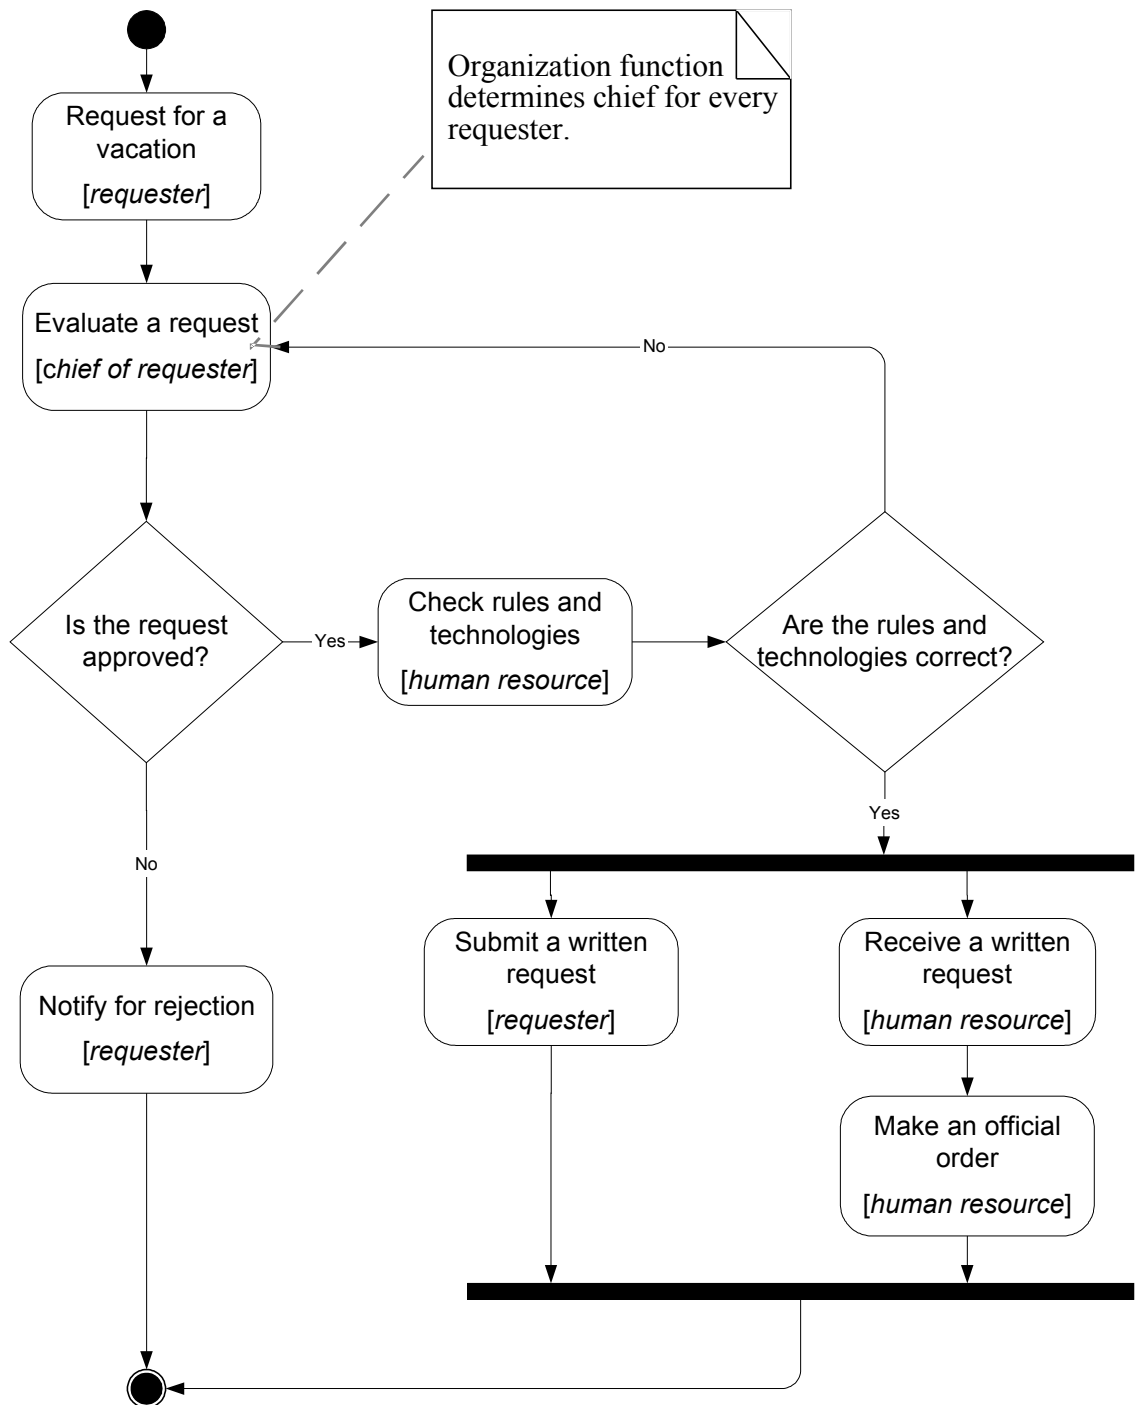 Request for a
vacation
[requester]
Organization function
determines chief for every
requester.
Evaluate a request
[chief of requester]
No
Is the request
approved?
Yes
Check rules and
technologies
[human resource]
Are the rules and
technologies correct?
Yes
No
Submit a written
request
[requester]
Receive a written
request
[human resource]
Notify for rejection
[requester]
Make an official
order
[human resource]